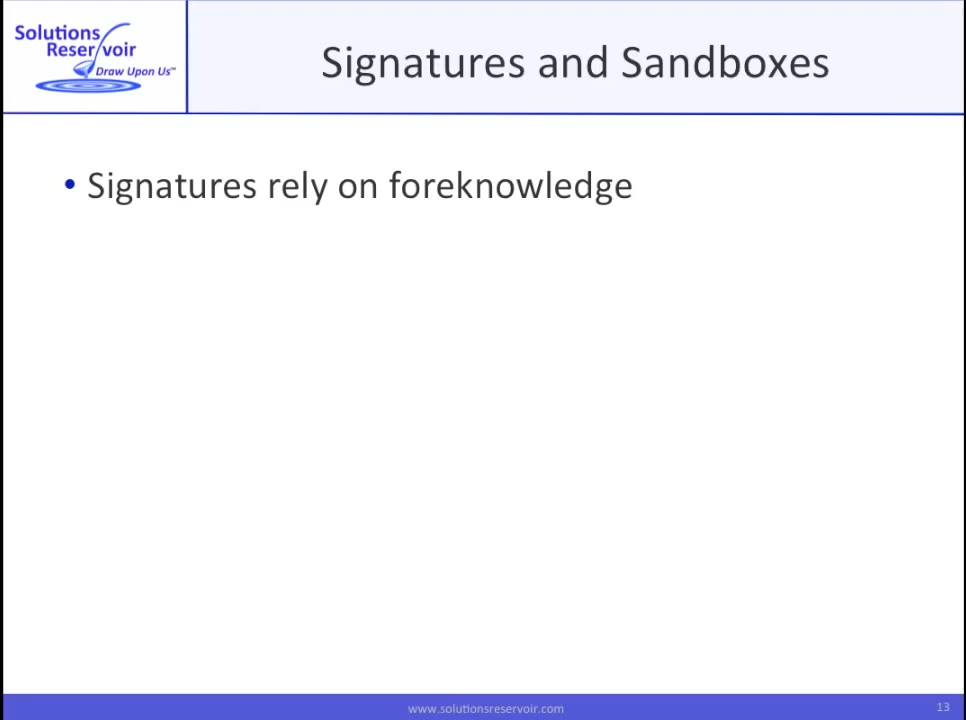 Solutions
Reservoir
Draw Upon Us™
Signatures and Sandboxes
• Signatures rely on foreknowledge
www.solutionsreservoir.com
13